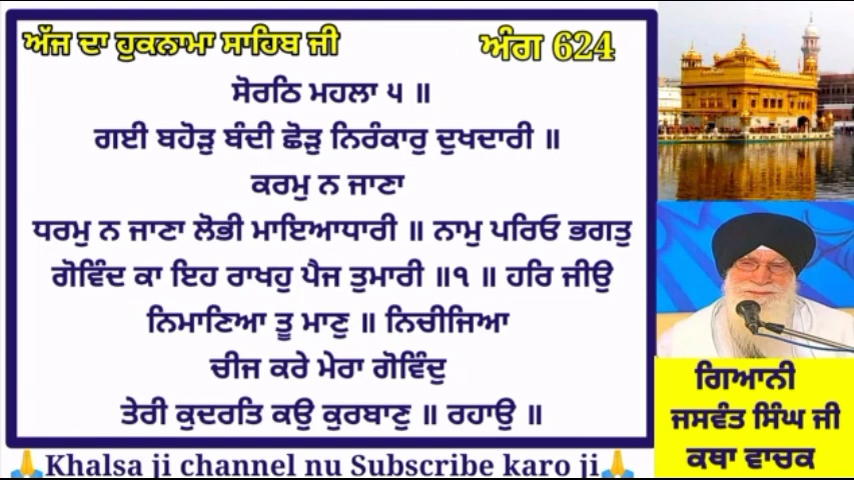 ਅੱਜ ਦਾ ਹੁਕਨਾਮਾ ਸਾਹਿਬ ਜੀ
ਅੰਗ 624
ਸੋਰਠਿ ਮਹਲਾ ੫ ॥
ਗਈ ਬਹੋੜੁ ਬੰਦੀ ਛੋੜੁ ਨਿਰੰਕਾਰੁ ਦੁਖਦਾਰੀ ॥
ਕਰਮੁ ਨ ਜਾਣਾ
ਧਰਮੁ ਨ ਜਾਣਾ ਲੋਭੀ ਮਾਇਆਧਾਰੀ ॥ ਨਾਮੁ ਪਰਿਓ ਭਗਤੁ
ਗੋਵਿੰਦ ਕਾ ਇਹ ਰਾਖਹੁ ਪੈਜ ਤੁਮਾਰੀ ॥੧ ॥ ਹਰਿ ਜੀਉ
ਨਿਮਾਣਿਆ ਤੂ ਮਾਣੁ ॥ ਨਿਚੀਜਿਆ
ਚੀਜ ਕਰੇ ਮੇਰਾ ਗੋਵਿੰਦੁ
ਤੇਰੀ ਕੁਦਰਤਿ ਕਉ ਕੁਰਬਾਣੁ ॥ ਰਹਾਉ ॥
🙏Khalsa ji channel nu Subscribe karo ji🙏
ਗਿਆਨੀ
ਜਸਵੰਤ ਸਿੰਘ ਜੀ
ਕਥਾ ਵਾਚਕ